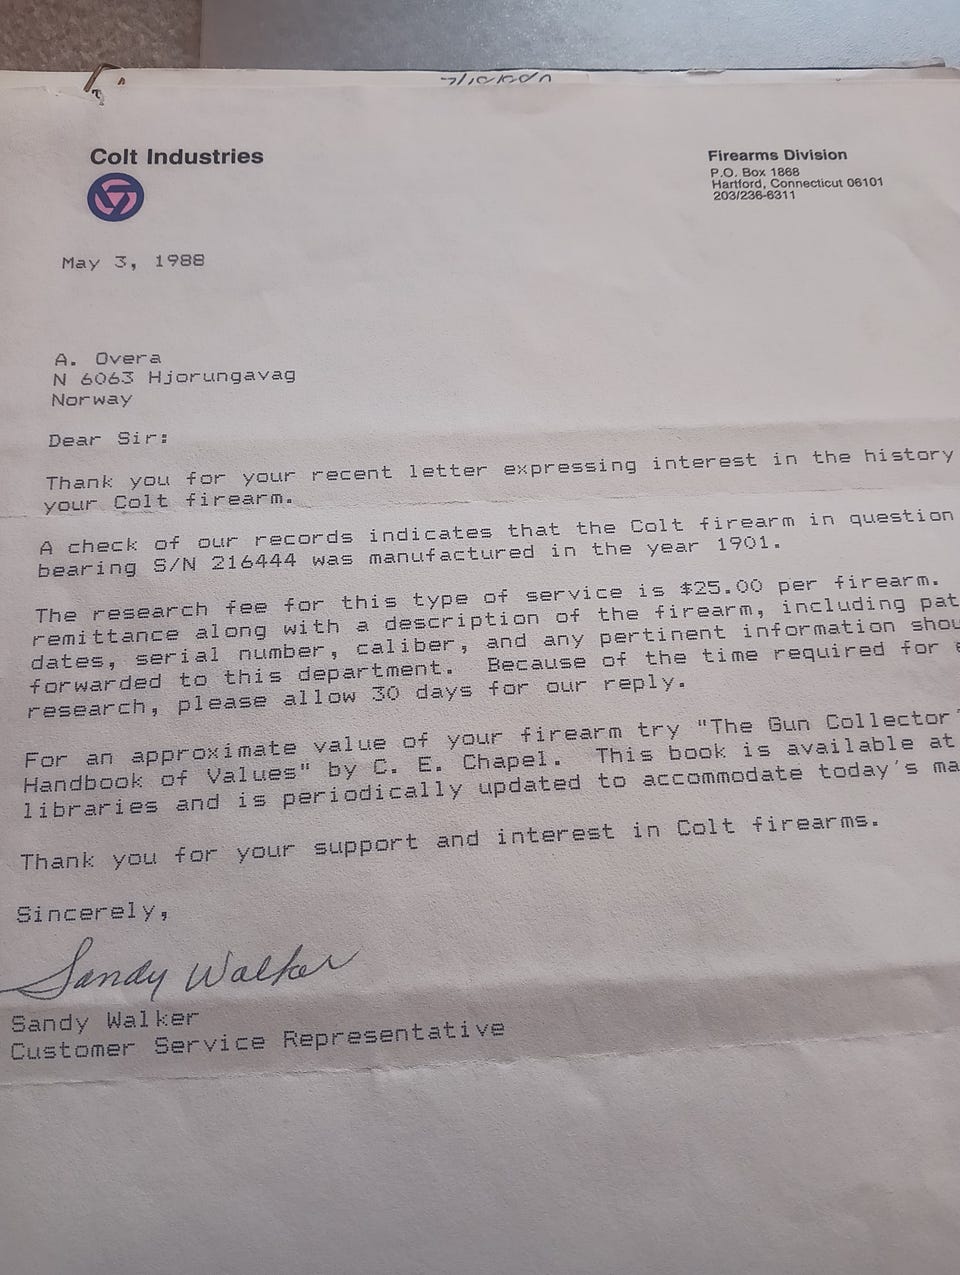 Colt Industries
Firearms Division
P.O. Box 1868
Hartford, Connecticut 06101
203/236-6311
May 3, 1988
A. Overa
N 6063 Hjorungavag
Norway
Dear Sir:
Thank you for your recent letter expressing interest in the history
your Colt firearm.
A check of our records indicates that the Colt firearm in question
bearing S/N 216444 was manufactured in the year 1901.
The research fee for this type of service is $25.00 per firearm.
remittance along with a description of the firearm, including pat
dates, serial number, caliber, and any pertinent information shou
forwarded to this department. Because of the time required for
research, please allow 30 days for our reply.
For an approximate value of your firearm try "The Gun Collector'
Handbook of Values" by C. E. Chapel. This book is available at
libraries and is periodically updated to accommodate today's ma
Thank you for your support and interest in Colt firearms.
Sincerely,
Sandy Walker
Sandy Walker
Customer Service Representative